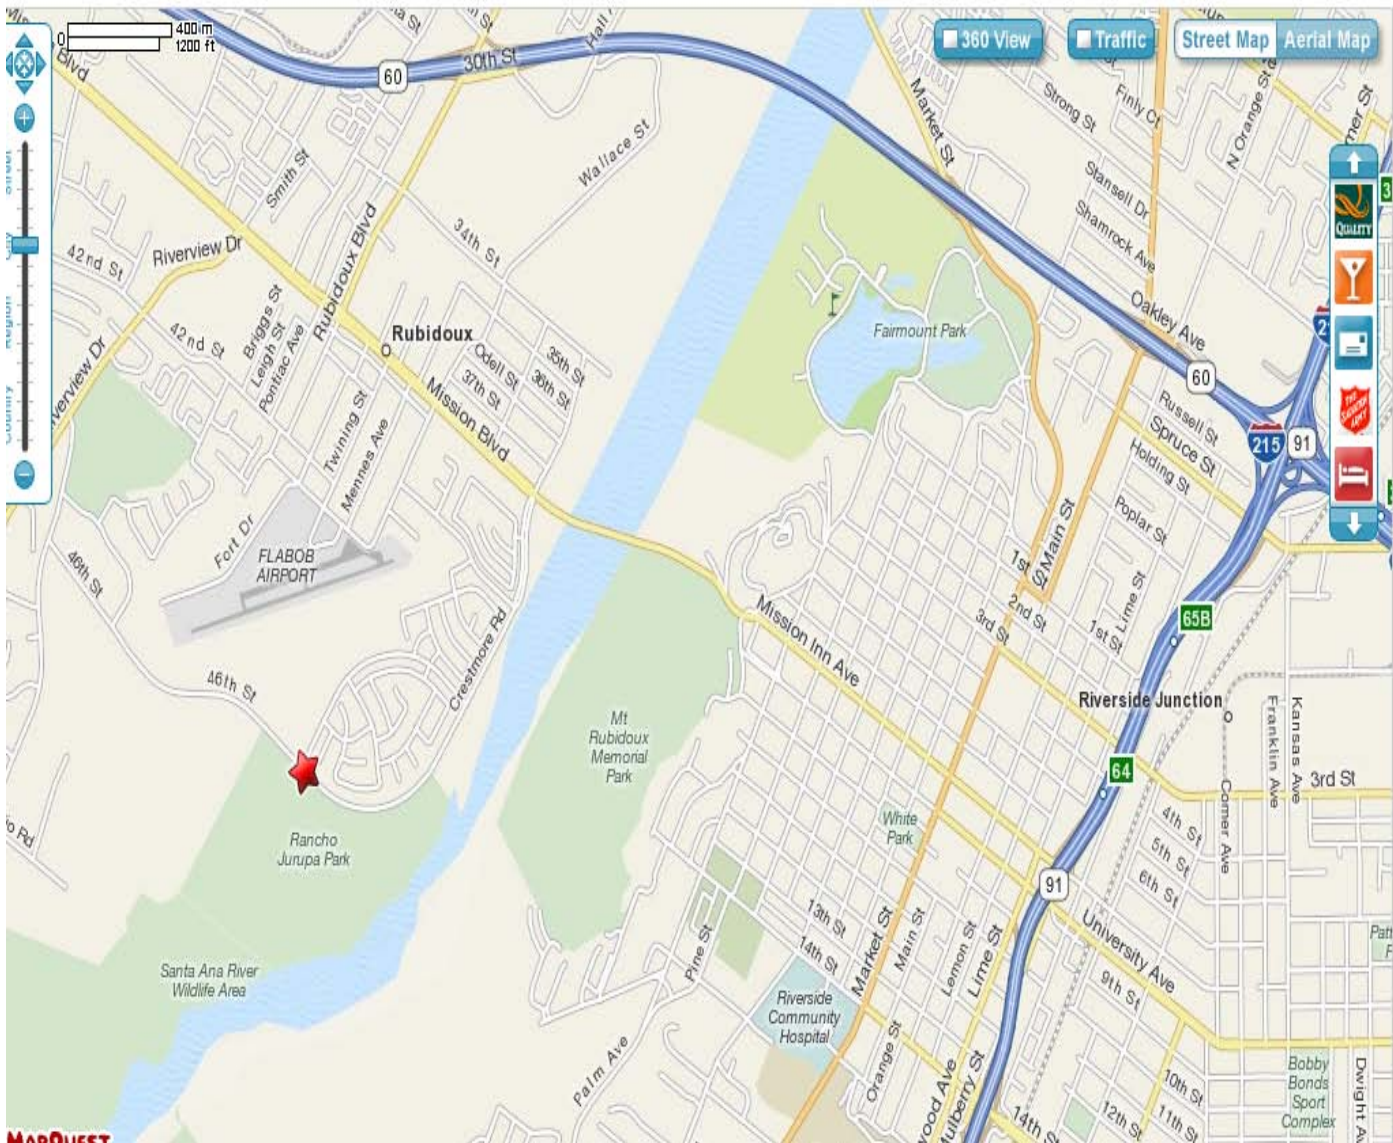 0
400 m
1200 ft
Blvd
60
30th St
Market St
360 View
Traffic
Street Map
Aerial Map
Strong St
Finly Ct
N Orange St
Wallace St
Smith St
Stansell Dr
Shamrock Ave
QUALITY
34th St
Rubidoux Blvd
Riverview Dr
42nd St
Oakley Ave
Briggs St
Leigh St
Pontiac Ave
42nd St
Rubidoux
Fairmount Park
Odell St
35th St
36th St
37th St
60
Country
Mission Blvd
Twining St
Mennes Ave
Russell St
Spruce St
Holding St
215
91
THE
SALVATION
ARMY
Poplar St
Fort Dr
FLABOB
AIRPORT
46th St
1st St
Main St
2nd St
3rd St
1st St
Lime St
65B
Mission Inn Ave
Crestmore Rd
46th St
Riverside Junction
Franklin Ave
Kansas Ave
Mt
Rubidoux
Memorial
Park
64
3rd St
Comer Ave
White
Park
4th St
5th St
6th St
Rancho
Jurupa Park
91
13th St
14th St
Market St
Main St
Lemon St
Lime St
University Ave
9th St
Pine St
Santa Ana River
Wildlife Area
Riverside
Community
Hospital
Palm Ave
Orange St
Mulberry St
10th St
11th St
12th St
14th St
Bobby
Bonds
Sport
Complex
Dwight Av
MAPQUEST